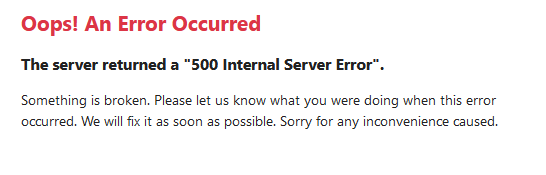 Oops! An Error Occurred
The server returned a "500 Internal Server Error".
Something is broken. Please let us know what you were doing when this error
occurred. We will fix it as soon as possible. Sorry for any inconvenience caused.